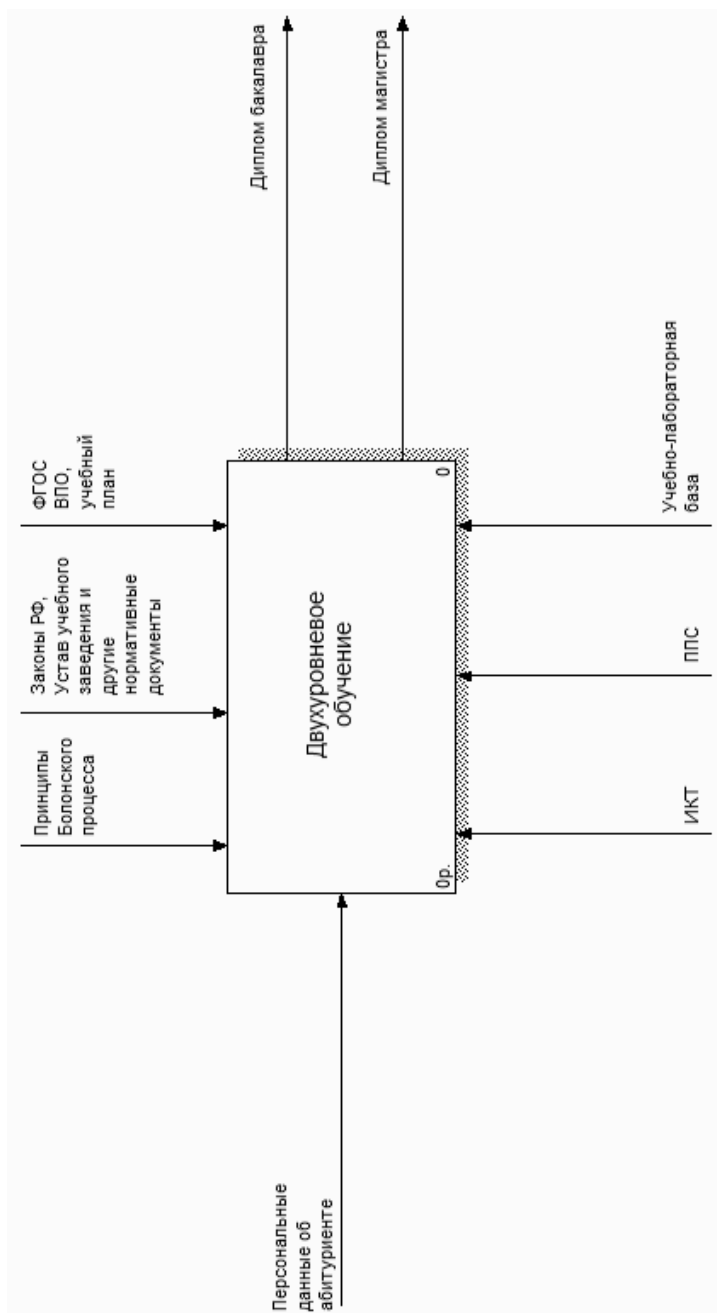 Принципы
Болонского
процесса
Законы РФ,
Устав учебного
заведения и
другие
нормативные
документы
ФГОС
ВПО,
учебный
план
Персональные
данные об
абитуриенте
Двухуровневое
обучение
0р.
0
Диплом бакалавра
Диплом магистра
ИКТ
ППС
Учебно-лабораторная
база